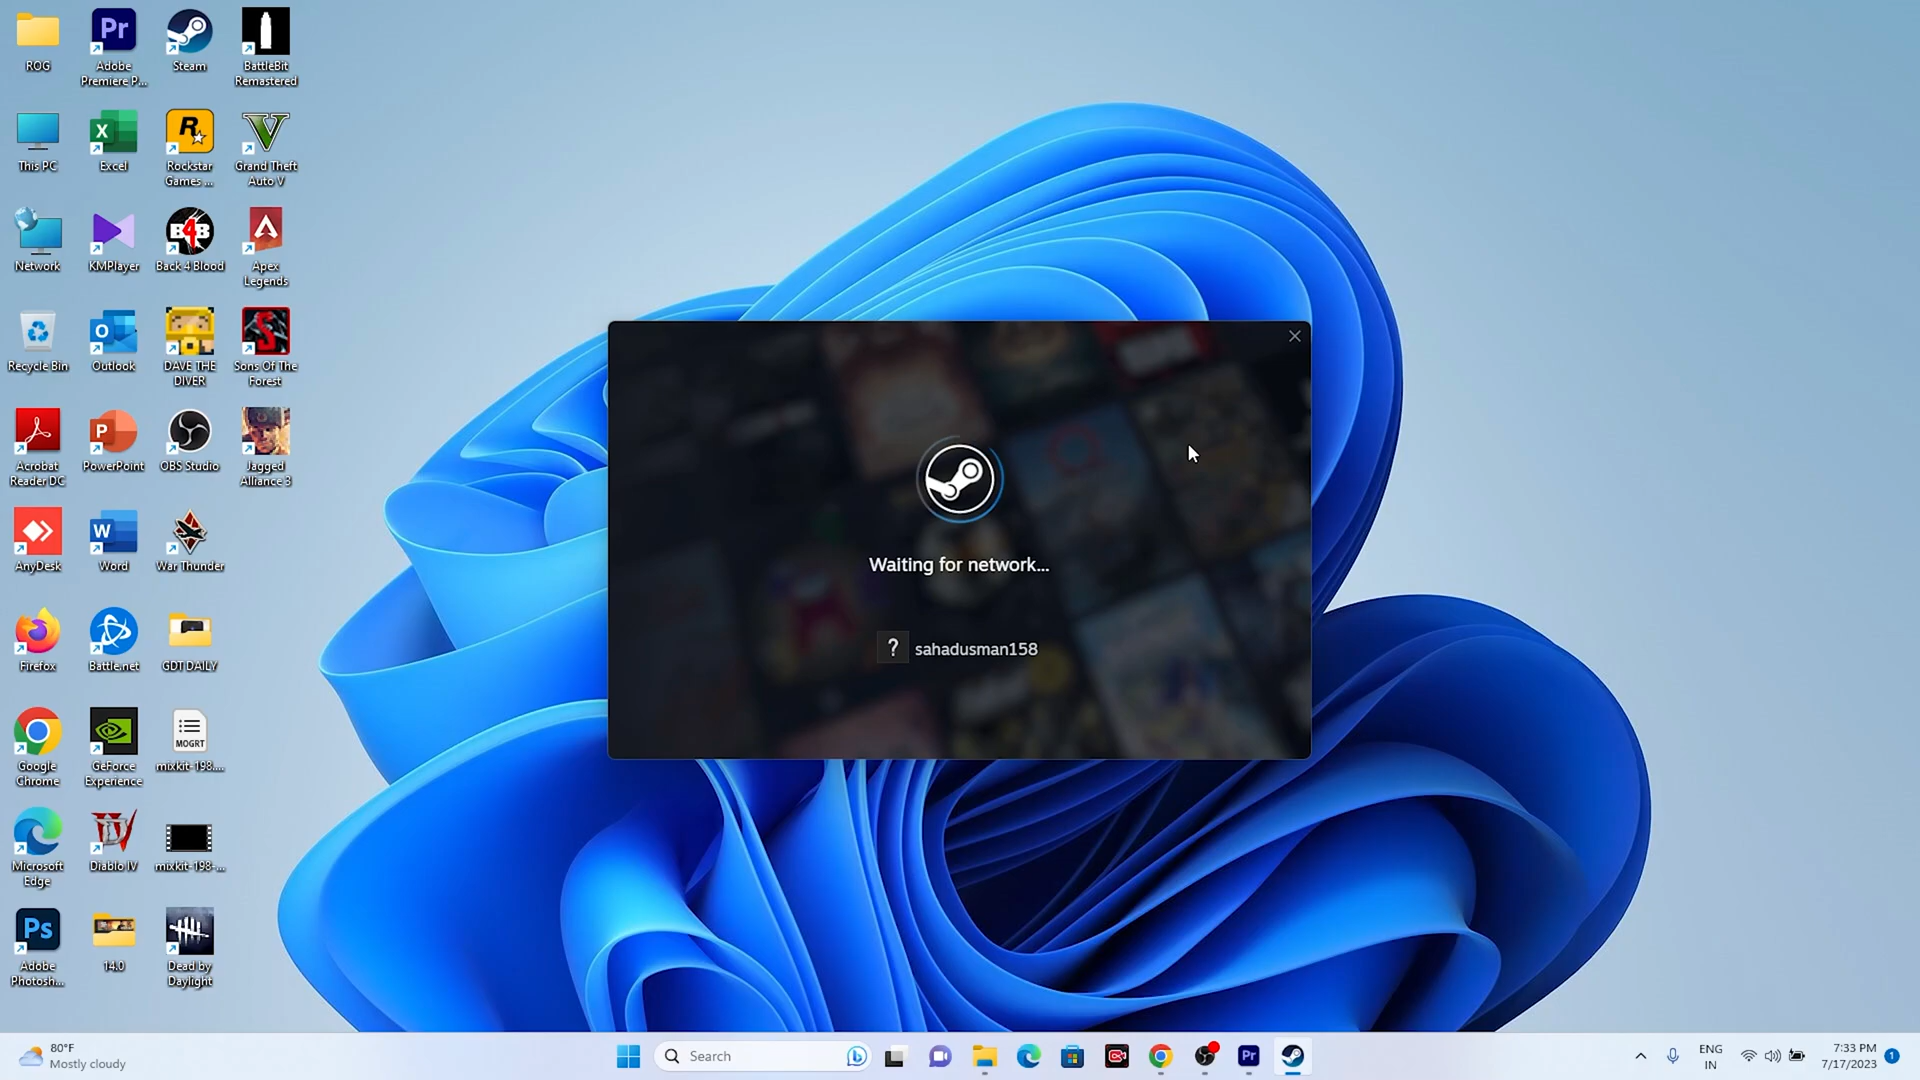 ROG
Adobe
Premiere P...
Steam
BattleBit
Remastered
This PC
Excel
Rockstar
Games ...
Grand Theft
Auto V
Network
KMPlayer
Back 4 Blood
Apex
Legends
Recycle Bin
Outlook
DAVE THE
DIVER
Sons Of The
Forest
Acrobat
Reader DC
PowerPoint
OBS Studio
Jagged
Alliance 3
AnyDesk
Word
War Thunder
Firefox
Battle.net
GDT DAILY
Google
Chrome
GeForce
Experience
MOGRT
mixkit-198....
Microsoft
Edge
Diablo IV
mixkit-198-...
Adobe
Photosh...
14.0
Dead by
Daylight
Waiting for network...
? sahadusman158
80°F
Mostly cloudy
Search
ENG
IN
7:33 PM
7/17/2023
1